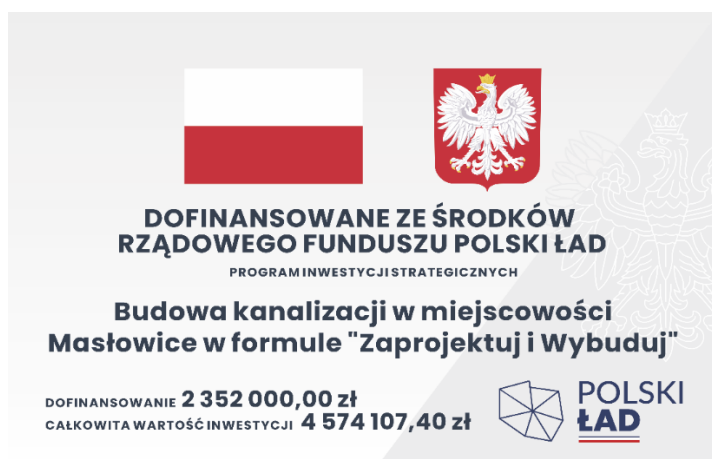 DOFINANSOWANE ZE ŚRODKÓW
RZĄDOWEGO FUNDUSZU POLSKI ŁAD
PROGRAM INWESTYCJI STRATEGICZNYCH
Budowa kanalizacji w miejscowości
Masłowice w formule "Zaprojektuj i Wybuduj"
DOFINANSOWANIE 2 352 000,00 zł
CAŁKOWITA WARTOŚĆ INWESTYCJI 4 574 107,40 zł
POLSKI
ŁAD